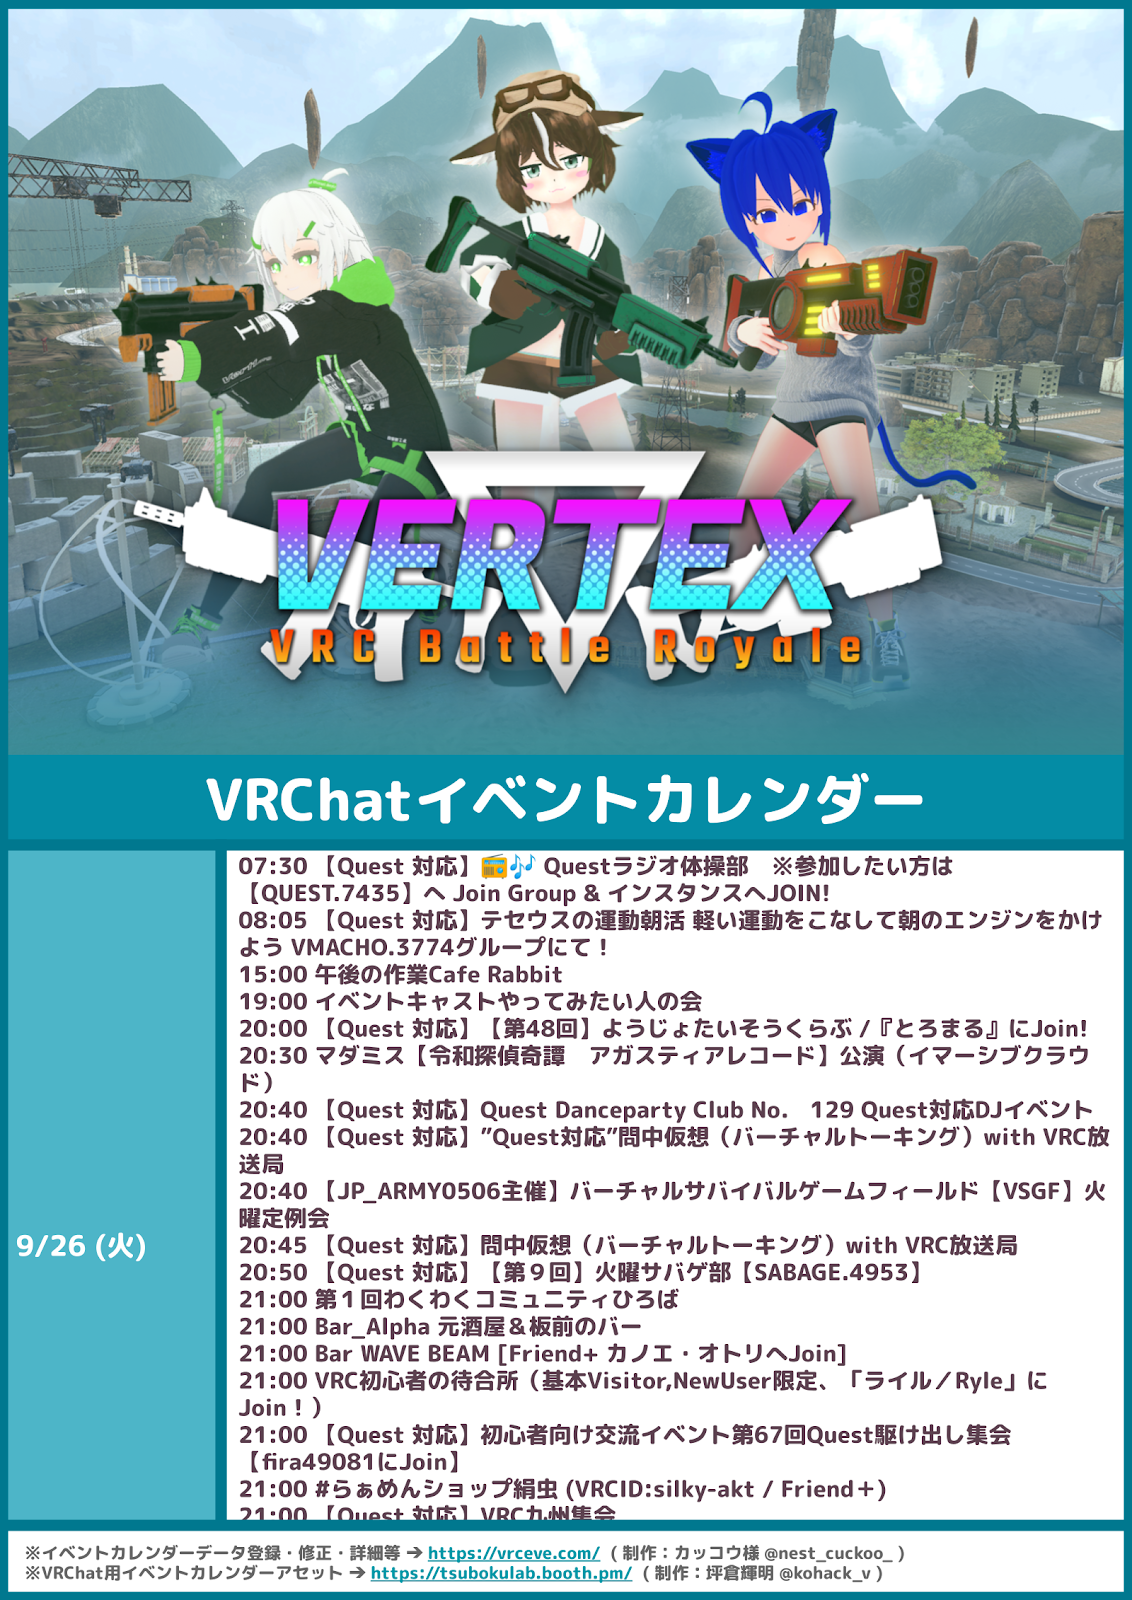 VERTEX
VRC Battle Royale
VRChatイベントカレンダー
9/26 (火)
07:30 【Quest 対応】📻🎶 Questラジオ体操部　※参加したい方は
【QUEST.7435】へ Join Group & インスタンスへJOIN!
08:05 【Quest 対応】テセウスの運動朝活 軽い運動をこなして朝のエンジンをかけ
よう VMACHO.3774グループにて！
15:00 午後の作業Cafe Rabbit
19:00 イベントキャストやってみたい人の会
20:00 【Quest 対応】【第48回】ようじょたいそうくらぶ /『とろまる』にJoin!
20:30 マダミス【令和探偵奇譚　アガスティアレコード】公演（イマーシブクラウ
ド）
20:40 【Quest 対応】Quest Danceparty Club No.　129 Quest対応DJイベント
20:40 【Quest 対応】”Quest対応”問中仮想（バーチャルトーキング）with VRC放
送局
20:40 【JP_ARMY0506主催】バーチャルサバイバルゲームフィールド【VSGF】火
曜定例会
20:45 【Quest 対応】問中仮想（バーチャルトーキング）with VRC放送局
20:50 【Quest 対応】【第９回】火曜サバゲ部【SABAGE.4953】
21:00 第１回わくわくコミュニティひろば
21:00 Bar_Alpha 元酒屋＆板前のバー
21:00 Bar WAVE BEAM [Friend+ カノエ・オトリへJoin]
21:00 VRC初心者の待合所（基本Visitor,NewUser限定、「ライル／Ryle」に
Join！）
21:00 【Quest 対応】初心者向け交流イベント第67回Quest駆け出し集会
【fira49081にJoin】
21:00 #らぁめんショップ絹虫 (VRCID:silky-akt / Friend＋)
21:00 【Quest 対応】VRC九州集会
※イベントカレンダーデータ登録・修正・詳細等 → https://vrceve.com/ （ 制作：カッコウ様 @nest_cuckoo_ ）
※VRChat用イベントカレンダーアセット → https://tsubokulab.booth.pm/ （ 制作：坪倉輝明 @kohack_v ）